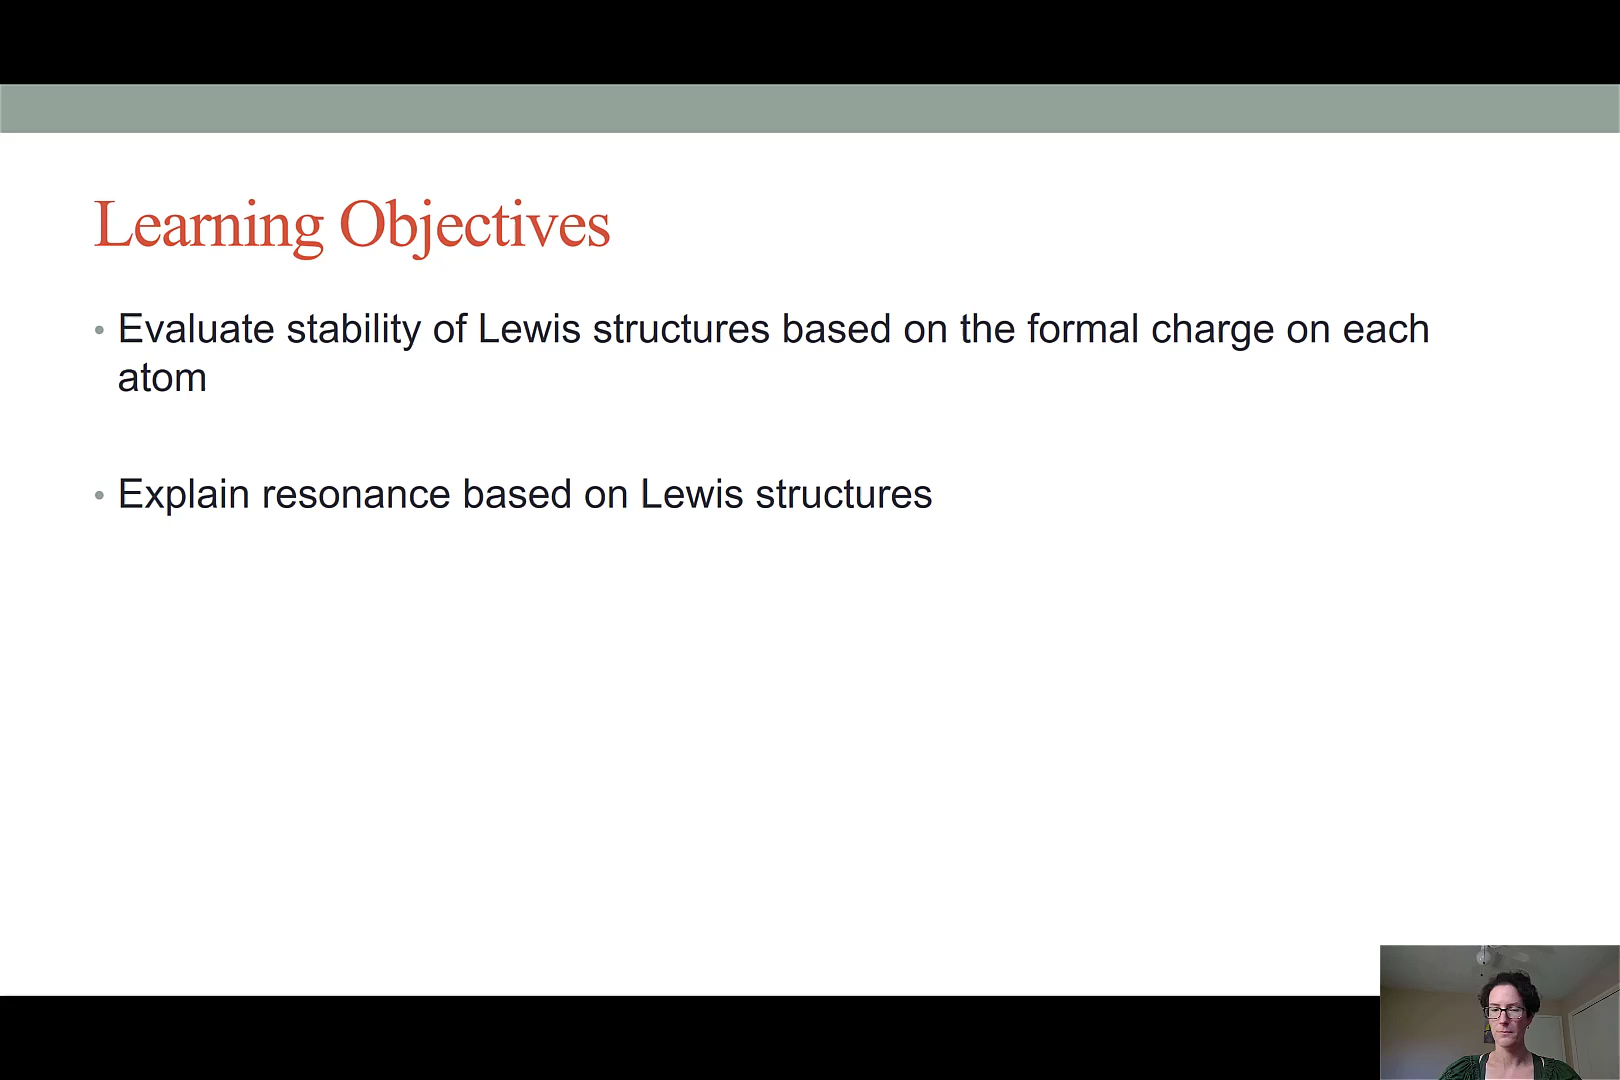 Learning Objectives
• Evaluate stability of Lewis structures based on the formal charge on each
atom
• Explain resonance based on Lewis structures